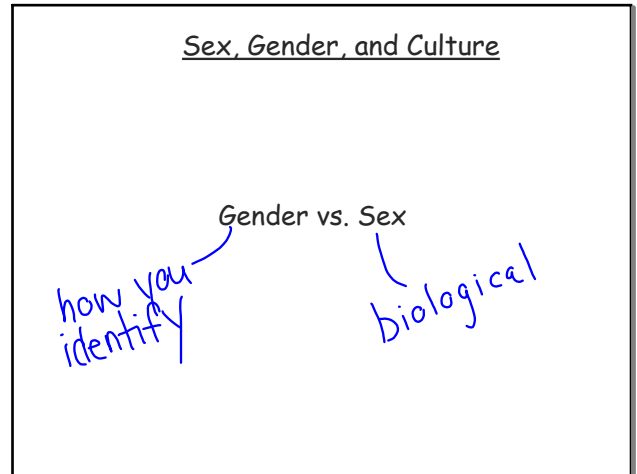 Sex, Gender, and Culture
Gender vs. Sex
how you
identify
biological